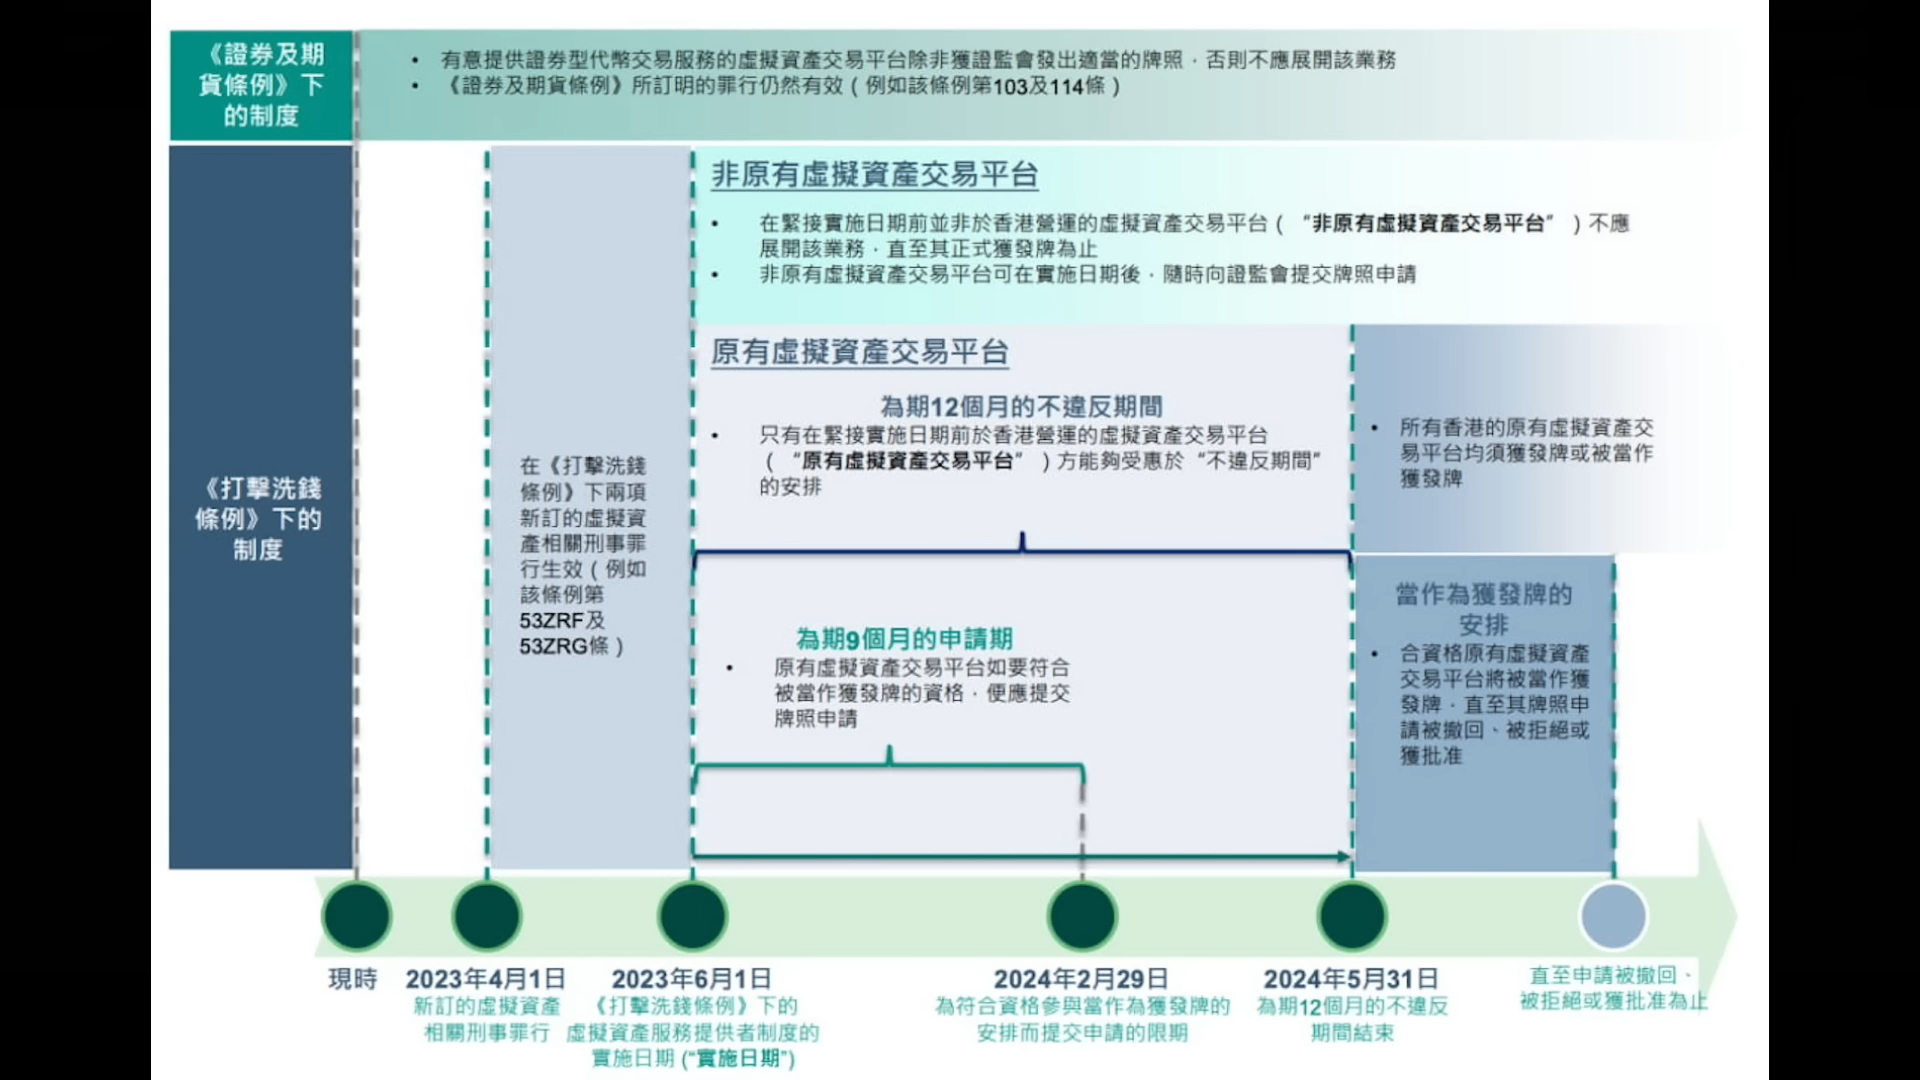 《證券及期
貨條例》下
的制度
• 有意提供證券型代幣交易服務的虛擬資產交易平台除非獲證監會發出適當的牌照，否則不應展開該業務
• 《證券及期貨條例》所訂明的罪行仍然有效（例如該條例第103及114條）
《打擊洗錢
條例》下的
制度
在《打擊洗錢
條例》下兩項
新訂的虛擬資
產相關刑事罪
行生效（例如
該條例第
53ZRF及
53ZRG條）
非原有虛擬資產交易平台
• 在緊接實施日期前並非於香港營運的虛擬資產交易平台（“非原有虛擬資產交易平台”）不應
展開該業務，直至其正式獲發牌為止
• 非原有虛擬資產交易平台可在實施日期後，隨時向證監會提交牌照申請
原有虛擬資產交易平台
為期12個月的不違反期間
• 只有在緊接實施日期前於香港營運的虛擬資產交易平台
（“原有虛擬資產交易平台”）方能夠受惠於“不違反期間”
的安排
為期9個月的申請期
• 原有虛擬資產交易平台如要符合
被當作獲發牌的資格，便應提交
牌照申請
• 所有香港的原有虛擬資產交
易平台均須獲發牌或被當作
獲發牌
當作為獲發牌的
安排
• 合資格原有虛擬資產
交易平台將被當作獲
發牌，直至其牌照申
請被撤回、被拒絕或
獲批准
現時
2023年4月1日
新訂的虛擬資產
相關刑事罪行
2023年6月1日
《打擊洗錢條例》下的
虛擬資產服務提供者制度的
實施日期 (“實施日期”)
2024年2月29日
為符合資格參與當作為獲發牌的
安排而提交申請的限期
2024年5月31日
為期12個月的不違反
期間結束
直至申請被撤回、
被拒絕或獲批准為止